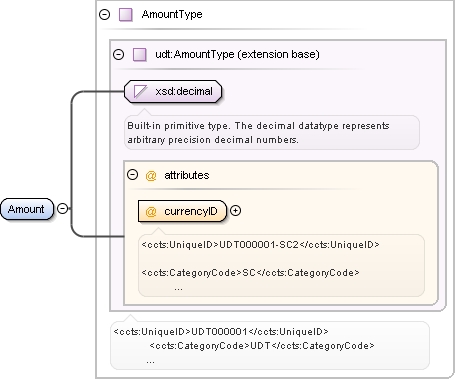 AmountType
udt:AmountType (extension base)
xsd:decimal
Built-in primitive type. The decimal datatype represents
arbitrary precision decimal numbers.
@ attributes
Amount
@ currencyID
<ccts:UniqueID>UDT000001-SC2</ccts:UniqueID>
<ccts:CategoryCode>SC</ccts:CategoryCode>
...
<ccts:UniqueID>UDT000001</ccts:UniqueID>
<ccts:CategoryCode>UDT</ccts:CategoryCode>
...